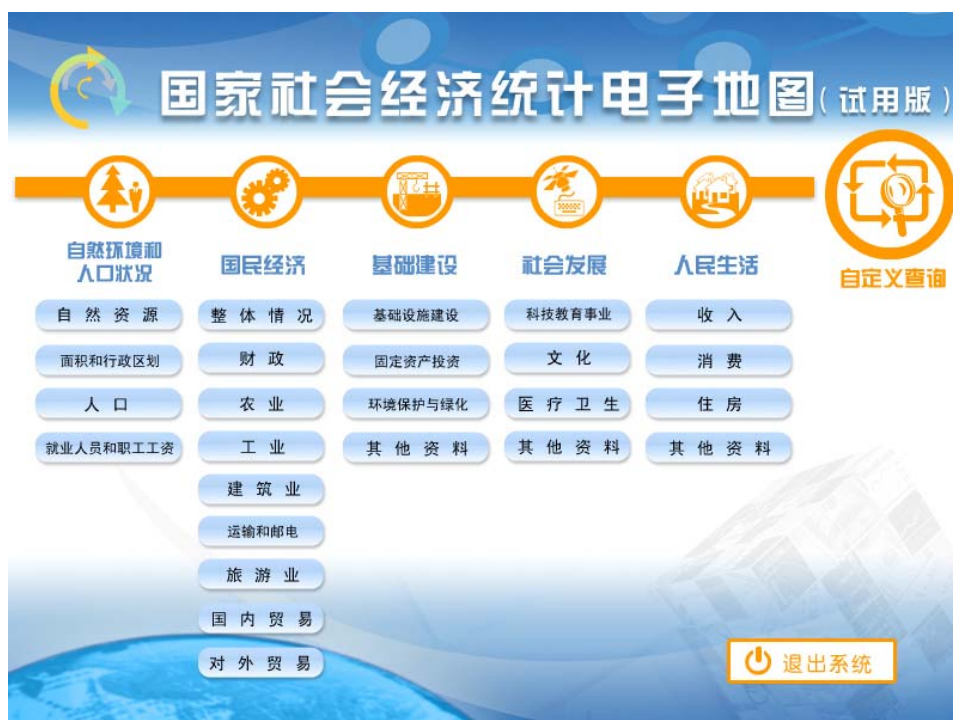 国家社会经济统计电子地图(试用版)
自然环境和
人口状况
国民经济
基础建设
社会发展
人民生活
自定义查询
自然资源
面积和行政区划
人口
就业人员和职工工资
整体情况
财政
农业
工业
建筑业
运输和邮电
旅游业
国内贸易
对外贸易
基础设施建设
固定资产投资
环境保护与绿化
其他资料
科技教育事业
文化
医疗卫生
其他资料
收入
消费
住房
其他资料
退出系统